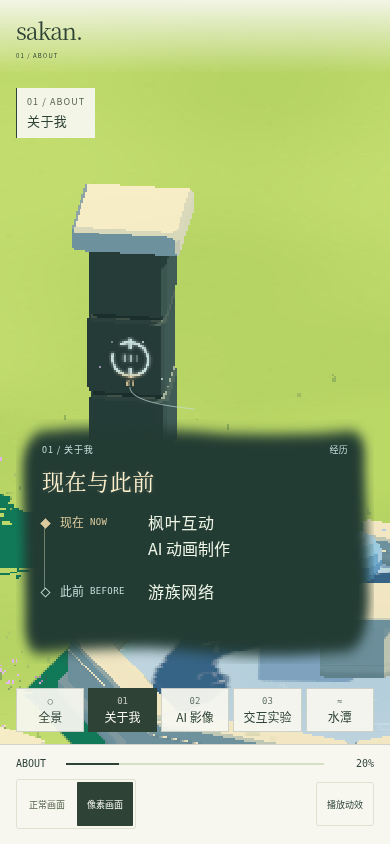 sakan.
01 / ABOUT
01 / ABOUT
关于我
01 / 关于我 经历
现在与此前
现在 NOW 枫叶互动
AI 动画制作
此前 BEFORE 游族网络
01 02 03
全景 关于我 AI 影像 交互实验 水潭
ABOUT 20%
正常画面 像素画面 播放动效